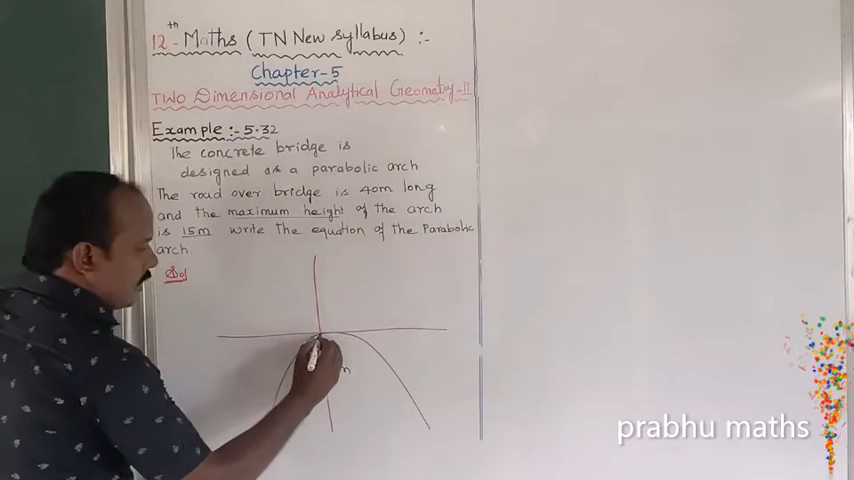 12th - Maths (TN New syllabus) :-
Chapter-5
TWO Dimensional Analytical Geometry-II
Example :- 5.32
The concrete bridge is
designed as a parabolic arch
The road over bridge is 40m long
and the maximum height of the arch
is 15m write the equation of the Parabolic
arch
Sol
prabhu maths